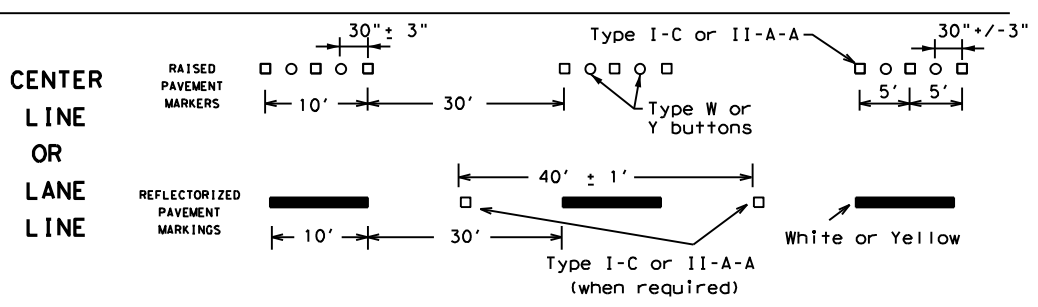 CENTER
LINE
OR
LANE
LINE
RAISED
PAVEMENT
MARKERS
30"± 3"
10'
30'
Type I-C or II-A-A
30"+/-3"
5' 5'
Type W or
Y buttons
REFLECTORIZED
PAVEMENT
MARKINGS
10'
30'
40' ± 1'
Type I-C or II-A-A
(when required)
White or Yellow